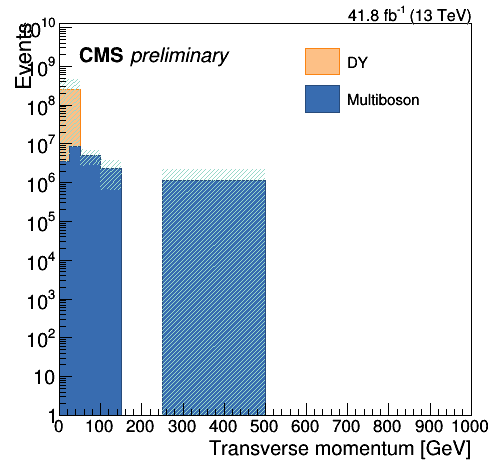 41.8 fb⁻¹ (13 TeV)
Events
CMS preliminary
DY
Multiboson
10¹⁰
10⁹
10⁸
10⁷
10⁶
10⁵
10⁴
10³
10²
10
1
0 100 200 300 400 500 600 700 800 900 1000
Transverse momentum [GeV]